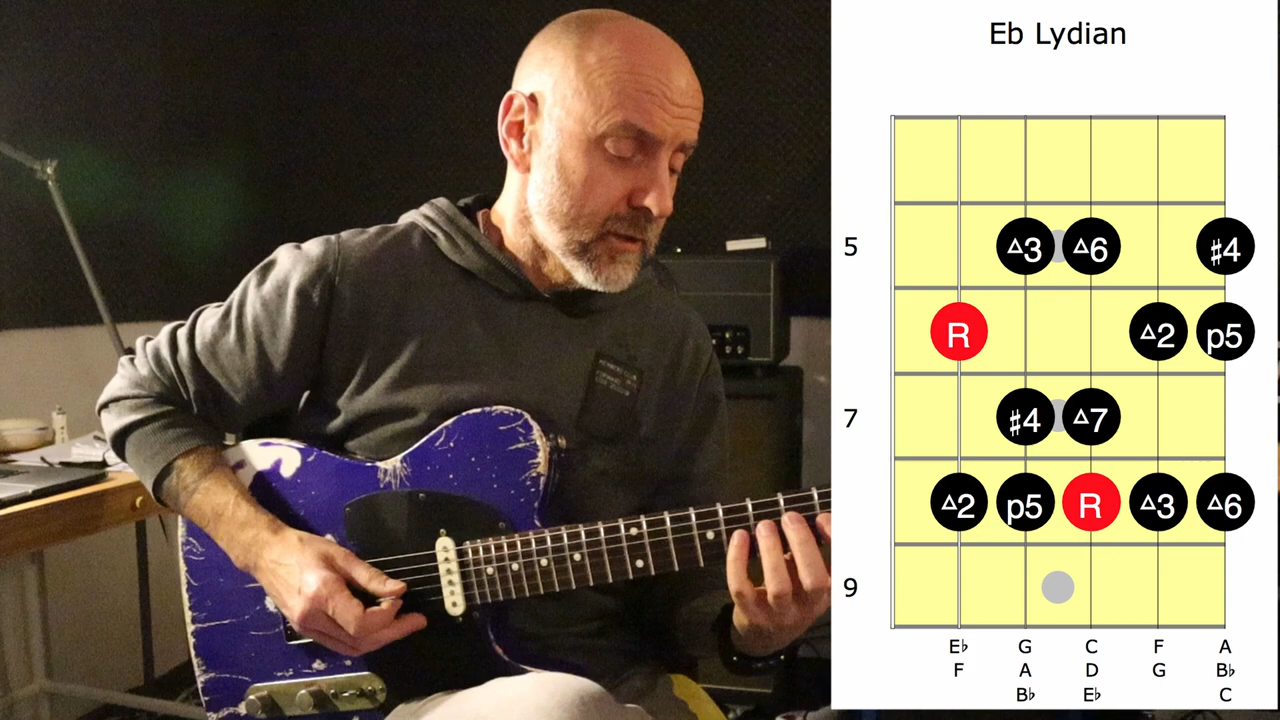 Eb Lydian
5 △3 △6 ♯4
R △2 p5
7 ♯4 △7
△2 p5 R △3 △6
9
E♭ G C F A
F A D G B♭
B♭ E♭ C